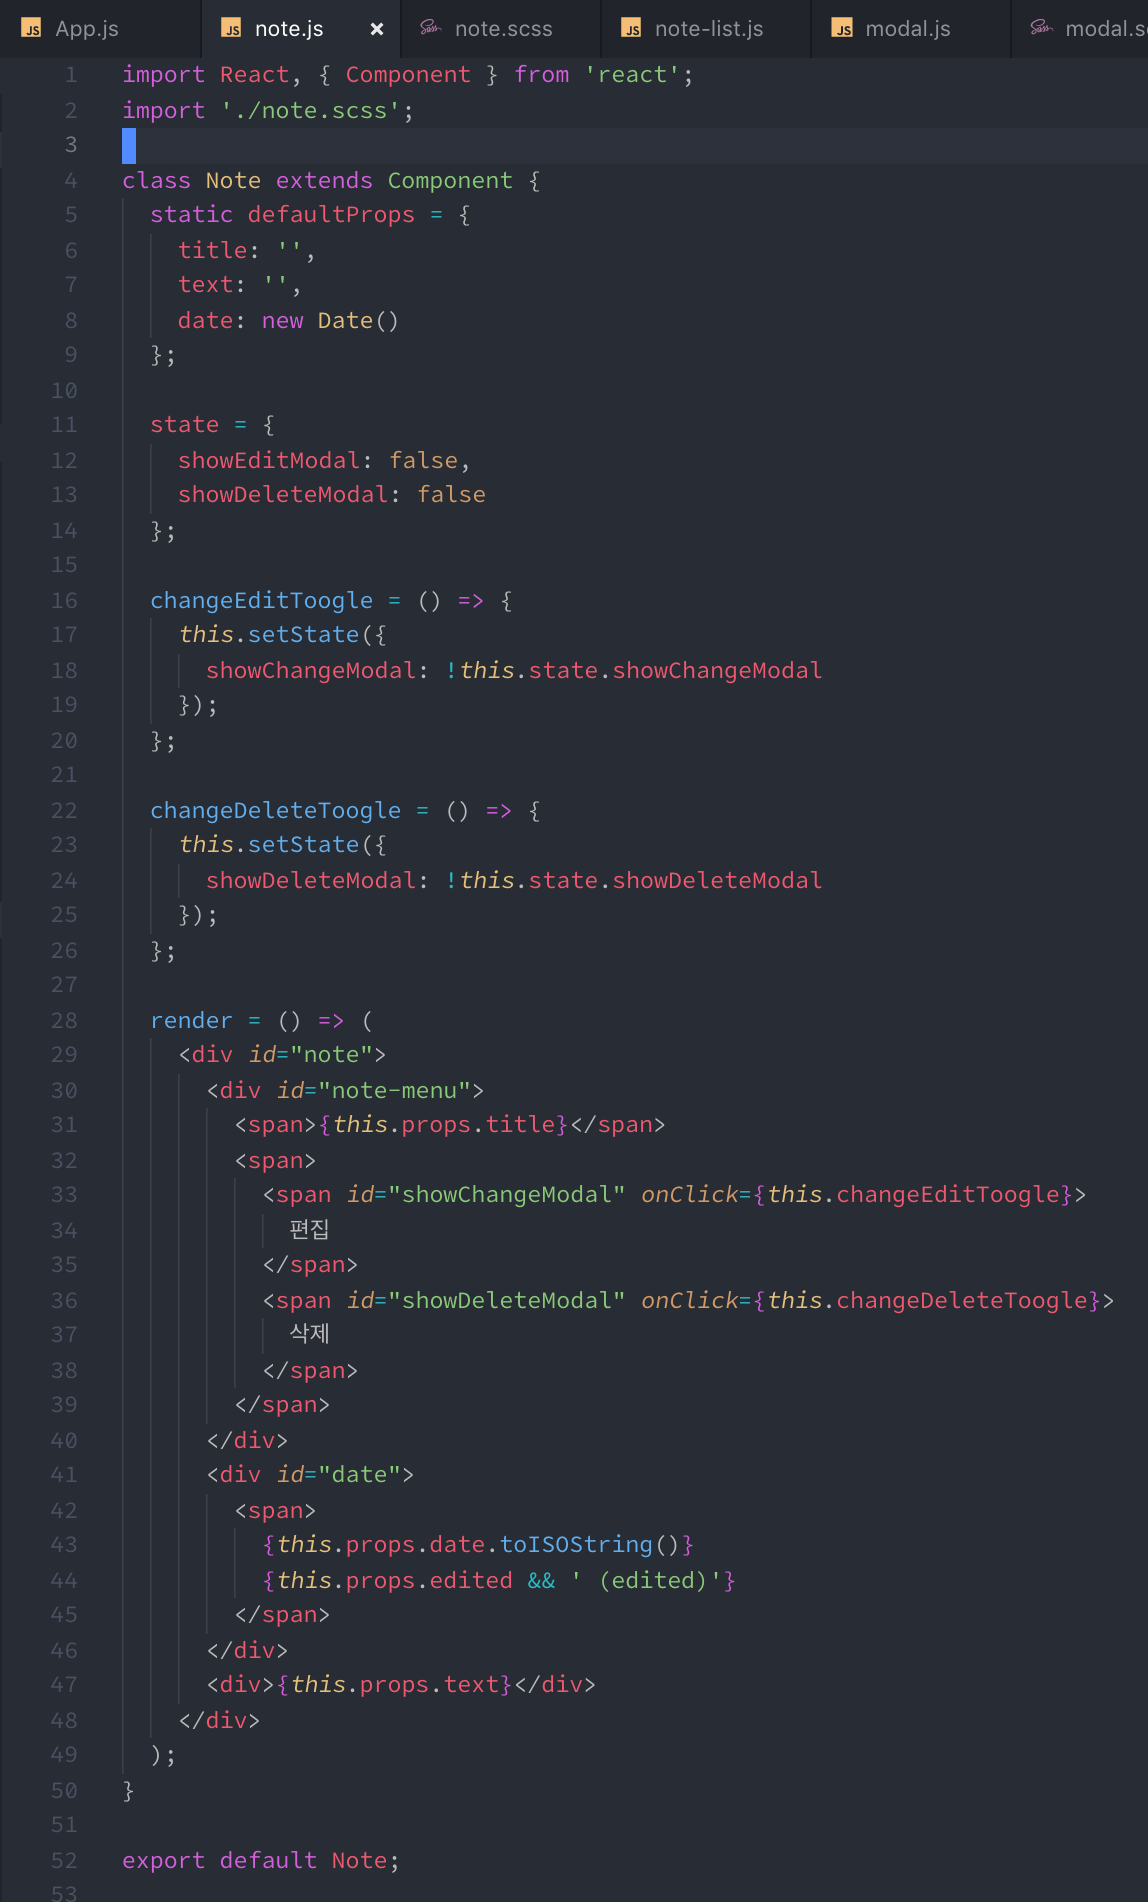 App.js note.js × note.scss note-list.js modal.js modal.sc
1 import React, { Component } from 'react';
2 import './note.scss';
3
4 class Note extends Component {
5   static defaultProps = {
6     title: '',
7     text: '',
8     date: new Date()
9   };
10
11   state = {
12     showEditModal: false,
13     showDeleteModal: false
14   };
15
16   changeEditToogle = () => {
17     this.setState({
18       showChangeModal: !this.state.showChangeModal
19     });
20   };
21
22   changeDeleteToogle = () => {
23     this.setState({
24       showDeleteModal: !this.state.showDeleteModal
25     });
26   };
27
28   render = () => (
29     <div id="note">
30       <div id="note-menu">
31         <span>{this.props.title}</span>
32         <span>
33           <span id="showChangeModal" onClick={this.changeEditToogle}>
34             편집
35           </span>
36           <span id="showDeleteModal" onClick={this.changeDeleteToogle}>
37             삭제
38           </span>
39         </span>
40       </div>
41       <div id="date">
42         <span>
43           {this.props.date.toISOString()}
44           {this.props.edited && ' (edited)'}
45         </span>
46       </div>
47       <div>{this.props.text}</div>
48     </div>
49   );
50 }
51
52 export default Note;
53